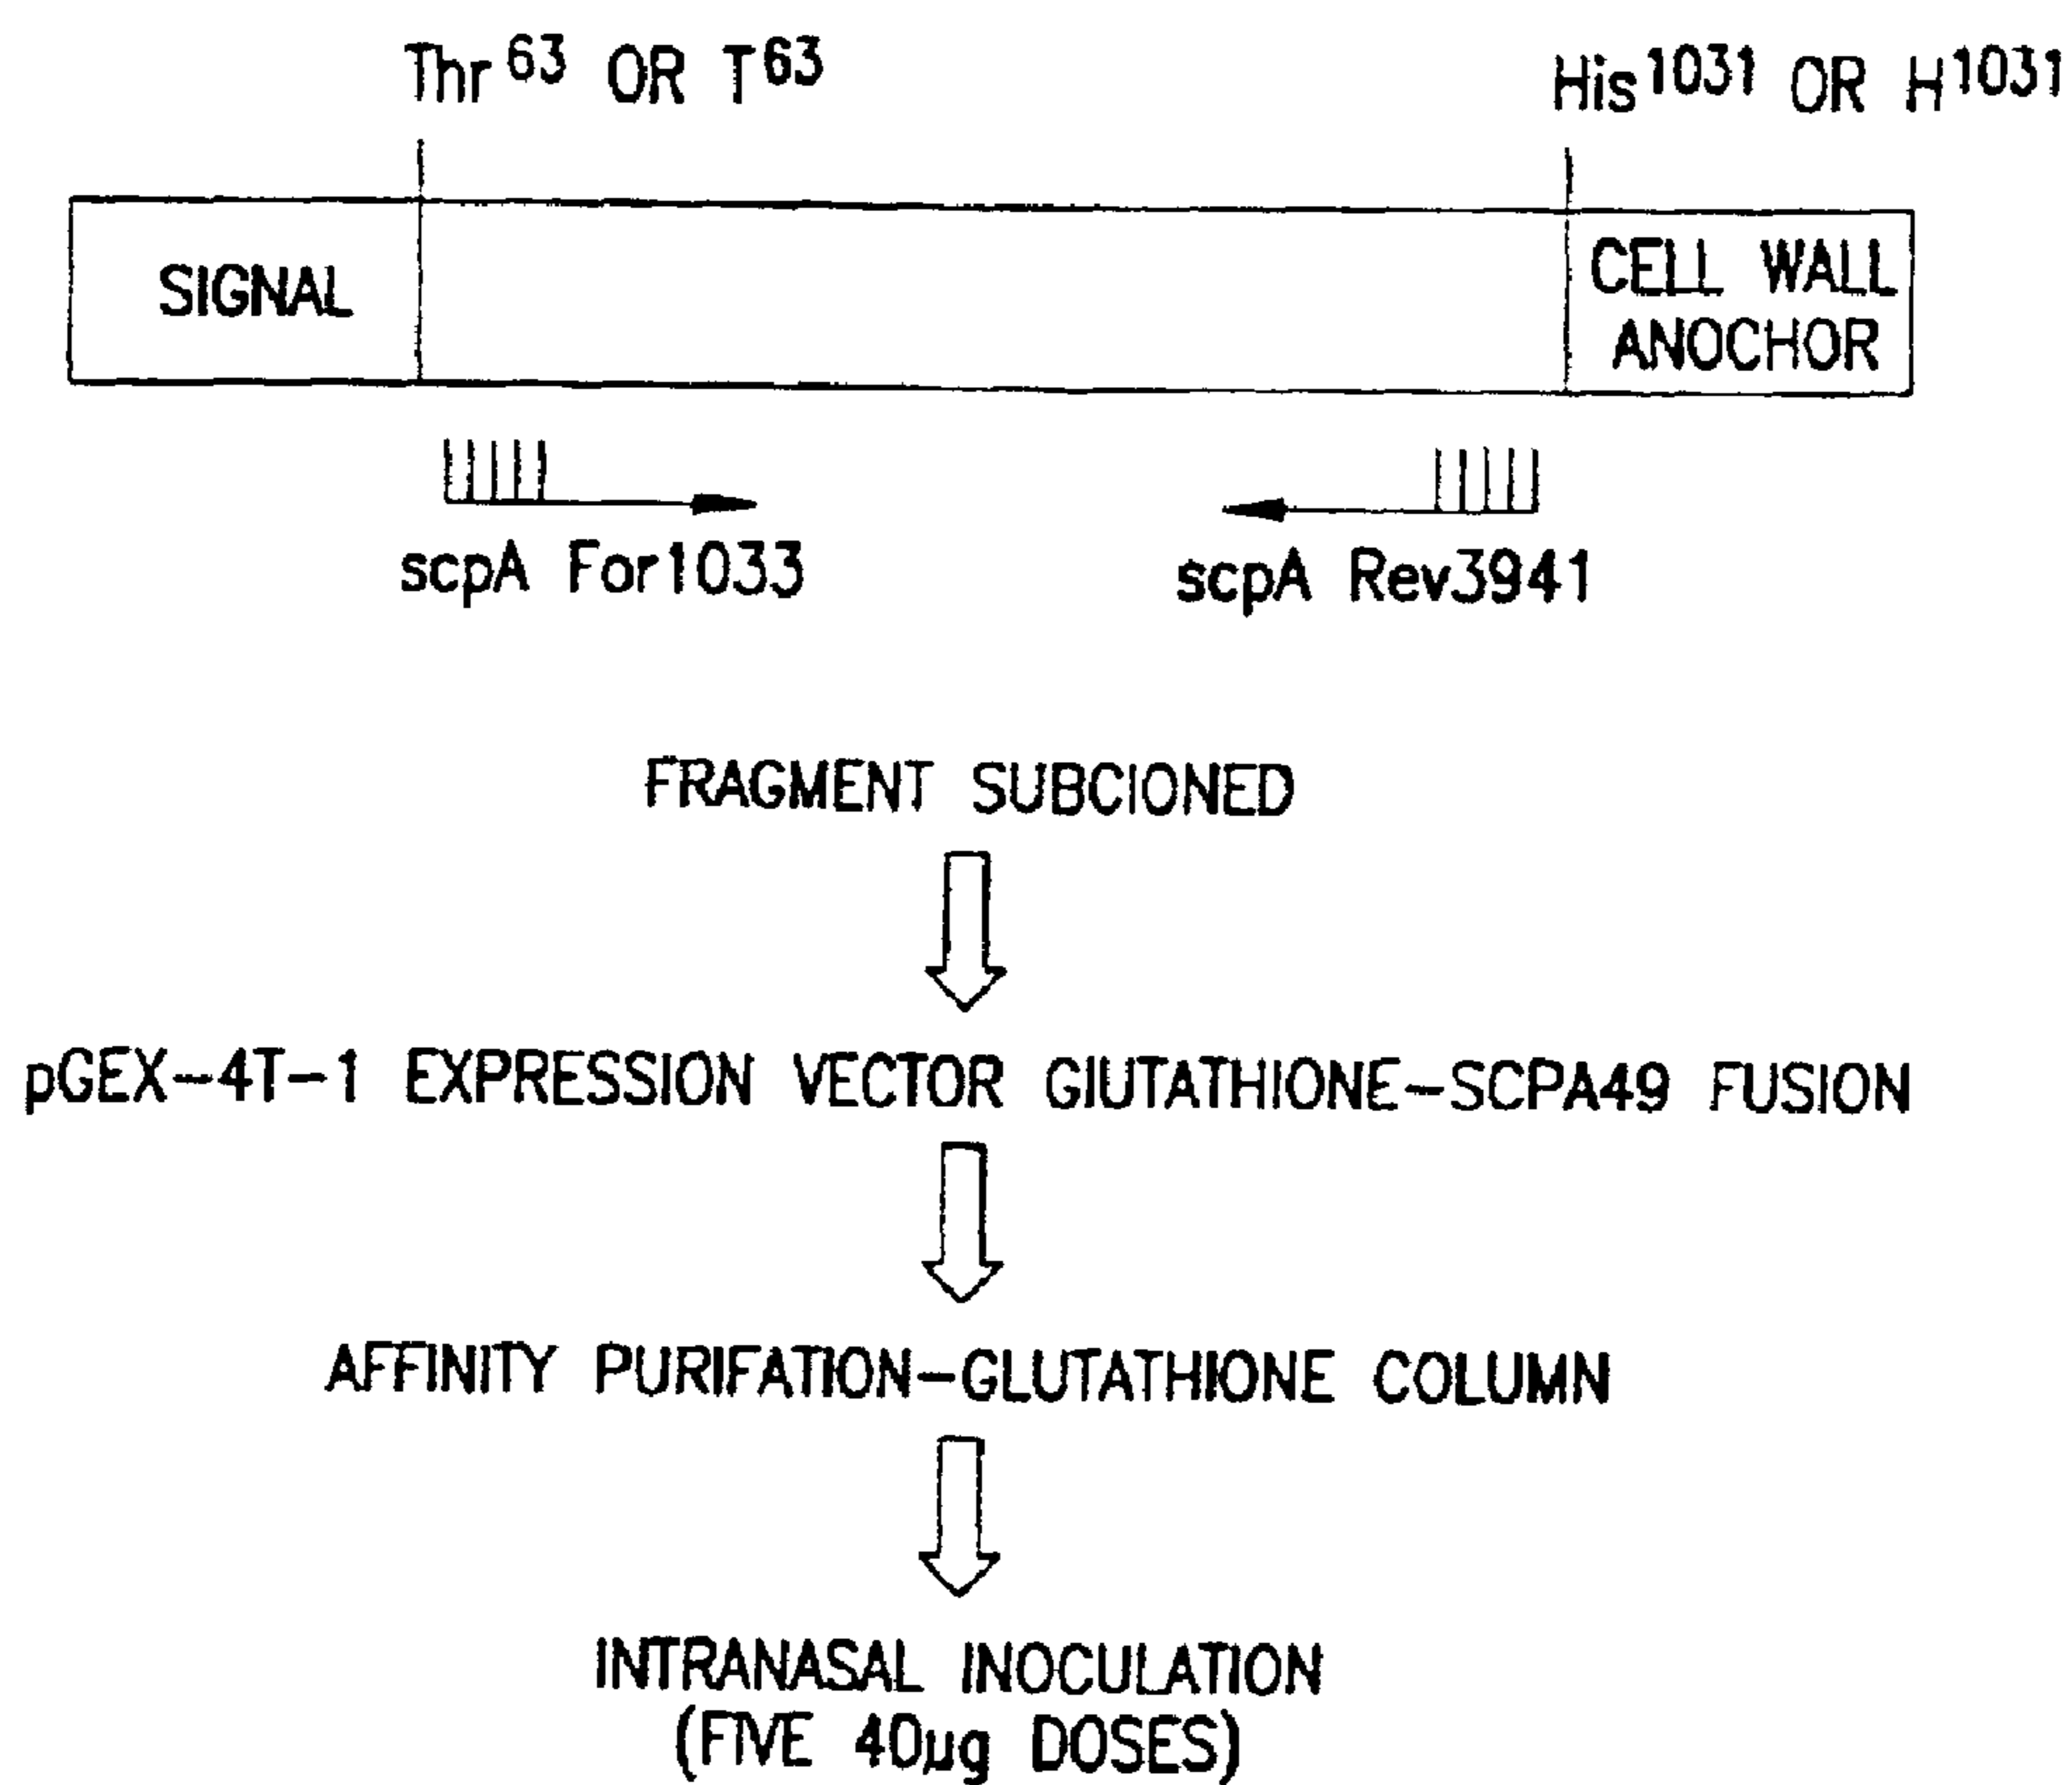 Thr⁶³ OR T⁶³
His¹⁰³¹ OR H¹⁰³¹
SIGNAL
CELL WALL
ANOCHOR
scpA For1033
scpA Rev3941
FRAGMENT SUBCIONED
pGEX-4T-1 EXPRESSION VECTOR GIUTATHIONE-SCPA49 FUSION
AFFINITY PURIFATION-GLUTATHIONE COLUMN
INTRANASAL INOCULATION
(FIVE 40µg DOSES)